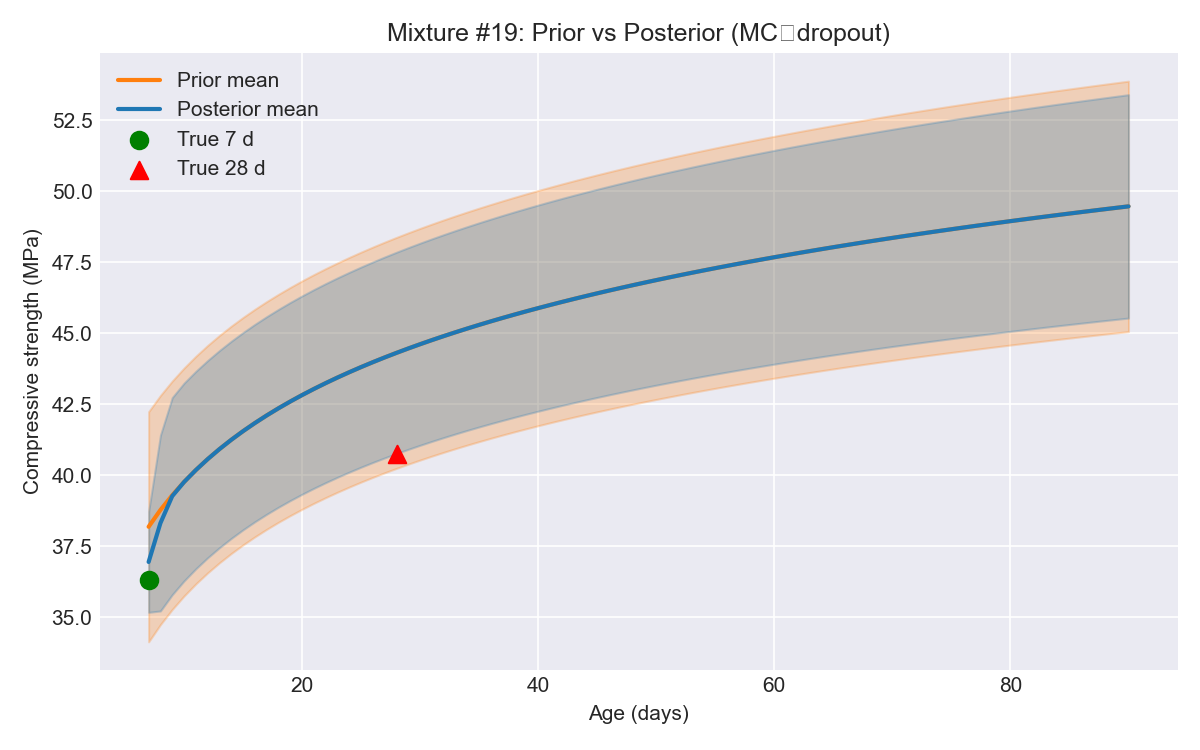 Mixture #19: Prior vs Posterior (MC□dropout)
Prior mean
Posterior mean
True 7 d
True 28 d
Compressive strength (MPa)
52.5
50.0
47.5
45.0
42.5
40.0
37.5
35.0
20
40
60
80
Age (days)